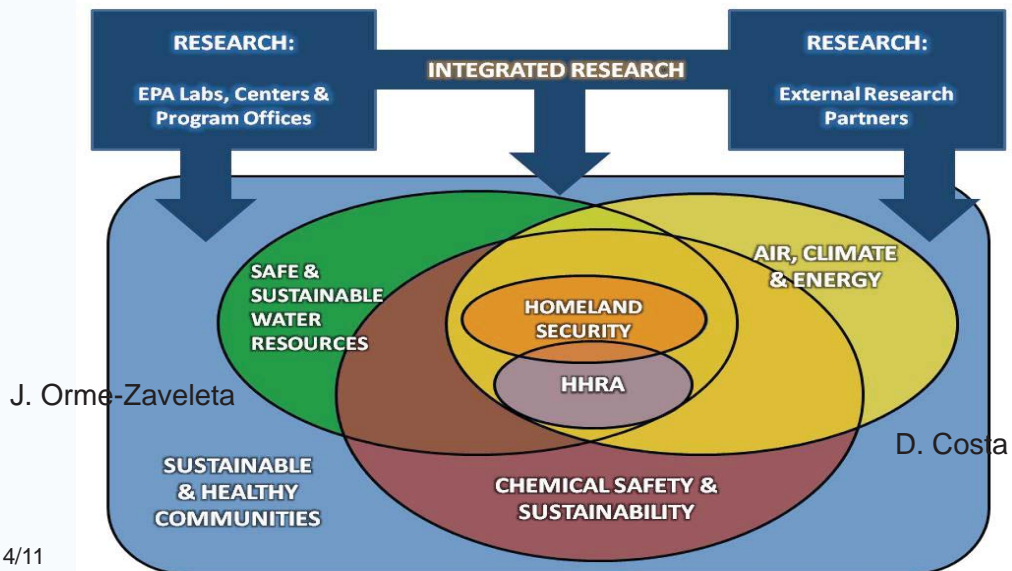 RESEARCH:
EPA Labs, Centers &
Program Offices
INTEGRATED RESEARCH
RESEARCH:
External Research
Partners
SAFE &
SUSTAINABLE
WATER
RESOURCES
AIR, CLIMATE
& ENERGY
HOMELAND
SECURITY
HHRA
J. Orme-Zaveleta
D. Costa
SUSTAINABLE
& HEALTHY
COMMUNITIES
CHEMICAL SAFETY &
SUSTAINABILITY
4/11